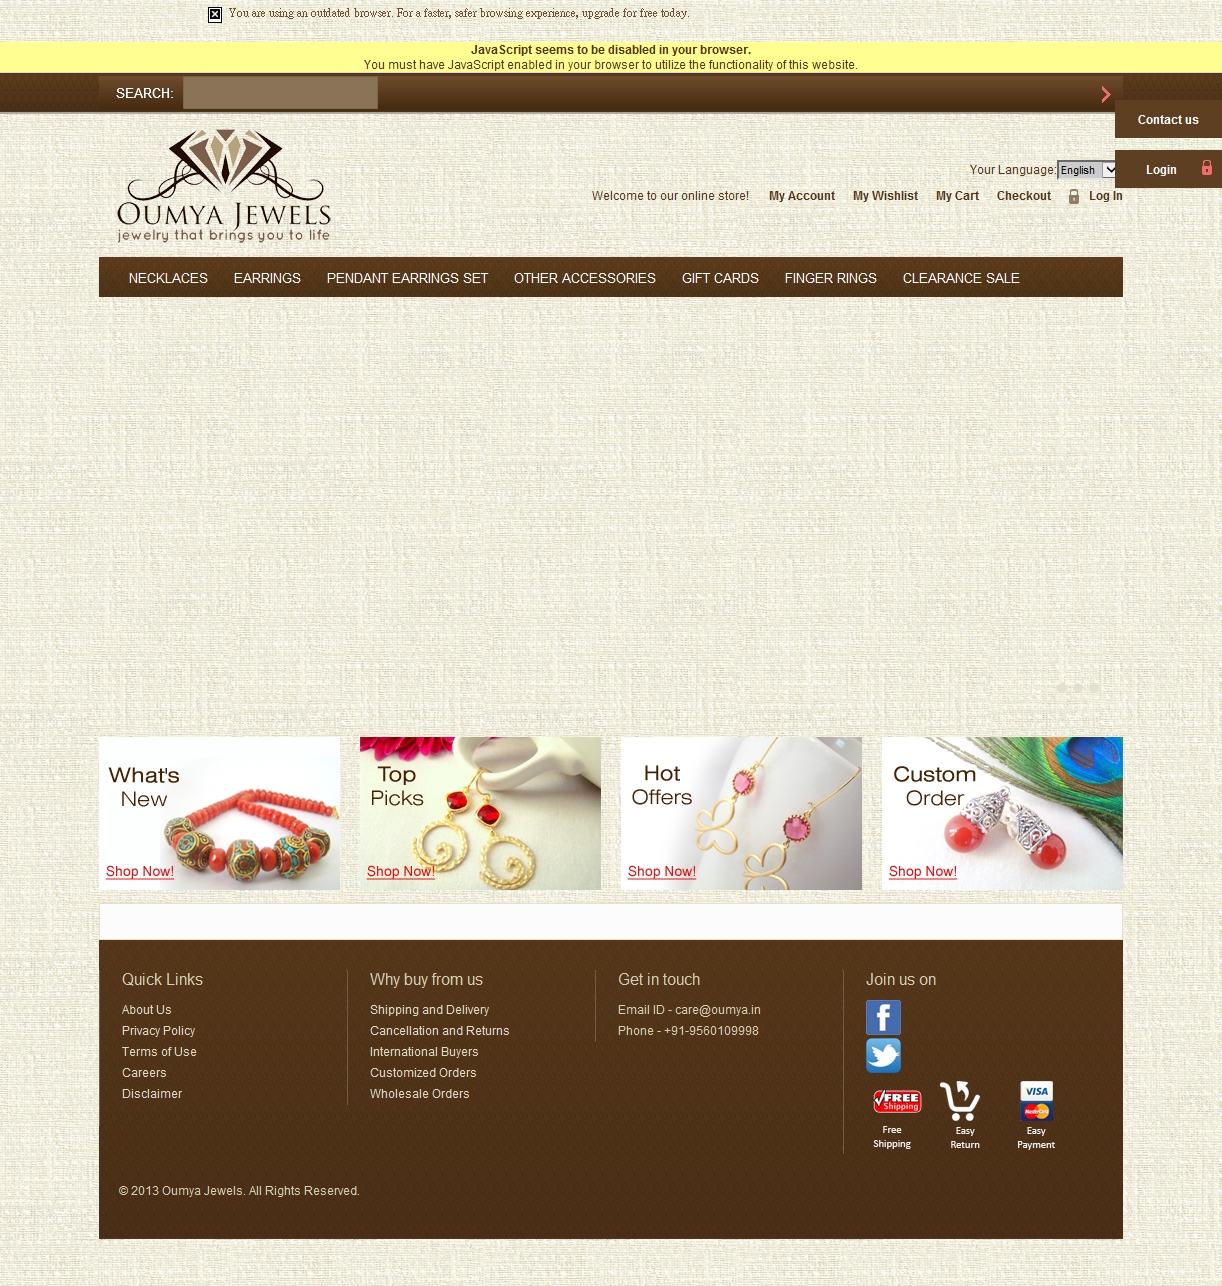 You are using an outdated browser. For a faster, safer browsing experience, upgrade for free today.
JavaScript seems to be disabled in your browser.
You must have JavaScript enabled in your browser to utilize the functionality of this website.
SEARCH:
Contact us
Login
OUMYA JEWELS
jewelry that brings you to life
Your Language: English
Welcome to our online store! My Account My Wishlist My Cart Checkout Log In
NECKLACES EARRINGS PENDANT EARRINGS SET OTHER ACCESSORIES GIFT CARDS FINGER RINGS CLEARANCE SALE
What's
New
Shop Now!
Top
Picks
Shop Now!
Hot
Offers
Shop Now!
Custom
Order
Shop Now!
Quick Links
About Us
Privacy Policy
Terms of Use
Careers
Disclaimer
Why buy from us
Shipping and Delivery
Cancellation and Returns
International Buyers
Customized Orders
Wholesale Orders
Get in touch
Email ID - care@oumya.in
Phone - +91-9560109998
Join us on
f
FREE
Shipping
Free
Shipping
Easy
Return
VISA
MasterCard
Easy
Payment
© 2013 Oumya Jewels. All Rights Reserved.